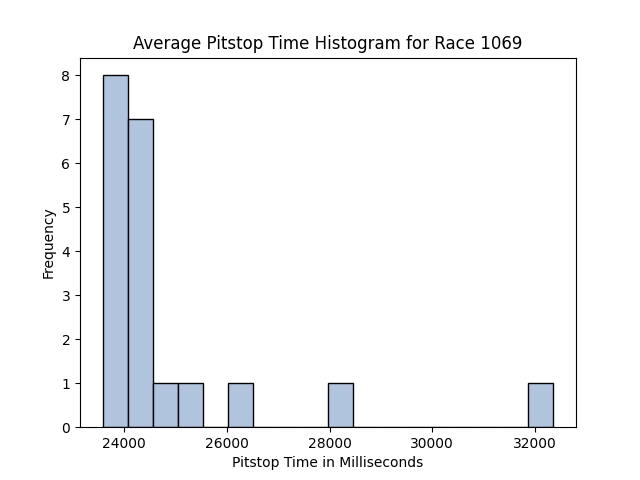 Average Pitstop Time Histogram for Race 1069
8
7
6
5
4
3
2
1
0
Frequency
24000 26000 28000 30000 32000
Pitstop Time in Milliseconds